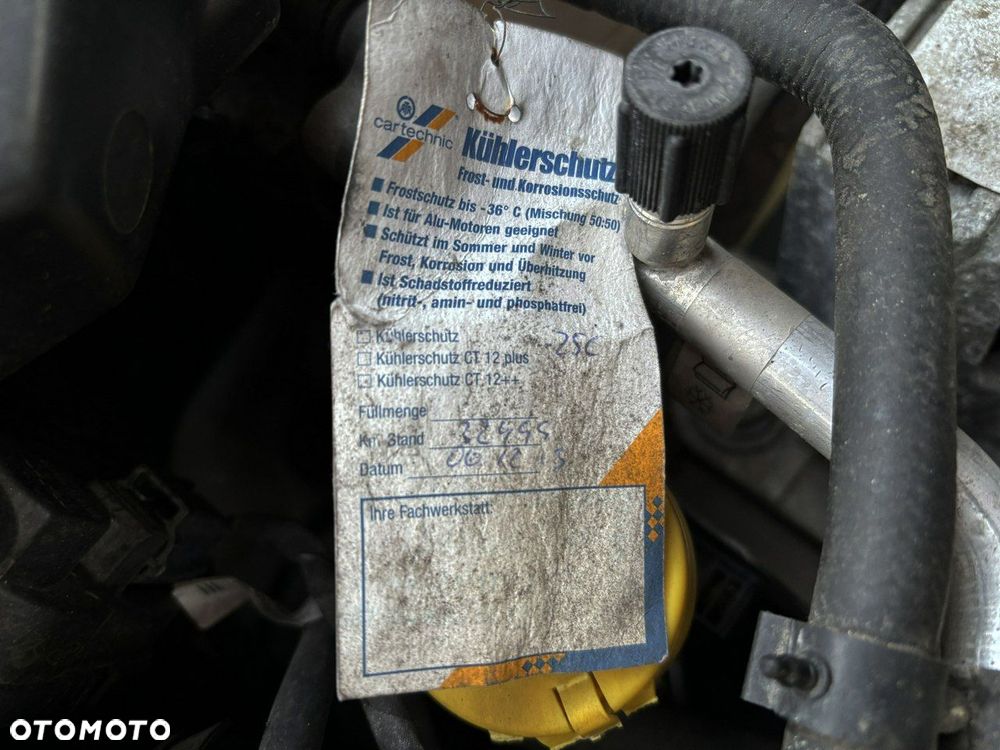 cartechnic
Kühlerschutz
Frost- und Korrosionsschutz
Frostschutz bis -36° C (Mischung 50:50)
Ist für Alu-Motoren geeignet
Schützt im Sommer und Winter vor
Frost, Korrosion und Überhitzung
Ist Schadstoffreduziert
(nitrit-, amin- und phosphatfrei)
Kühlerschutz -25C
Kühlerschutz CT 12 plus
Kühlerschutz CT 12++
Füllmenge
Km. Stand
Datum
Ihre Fachwerkstatt:
OTOMOTO